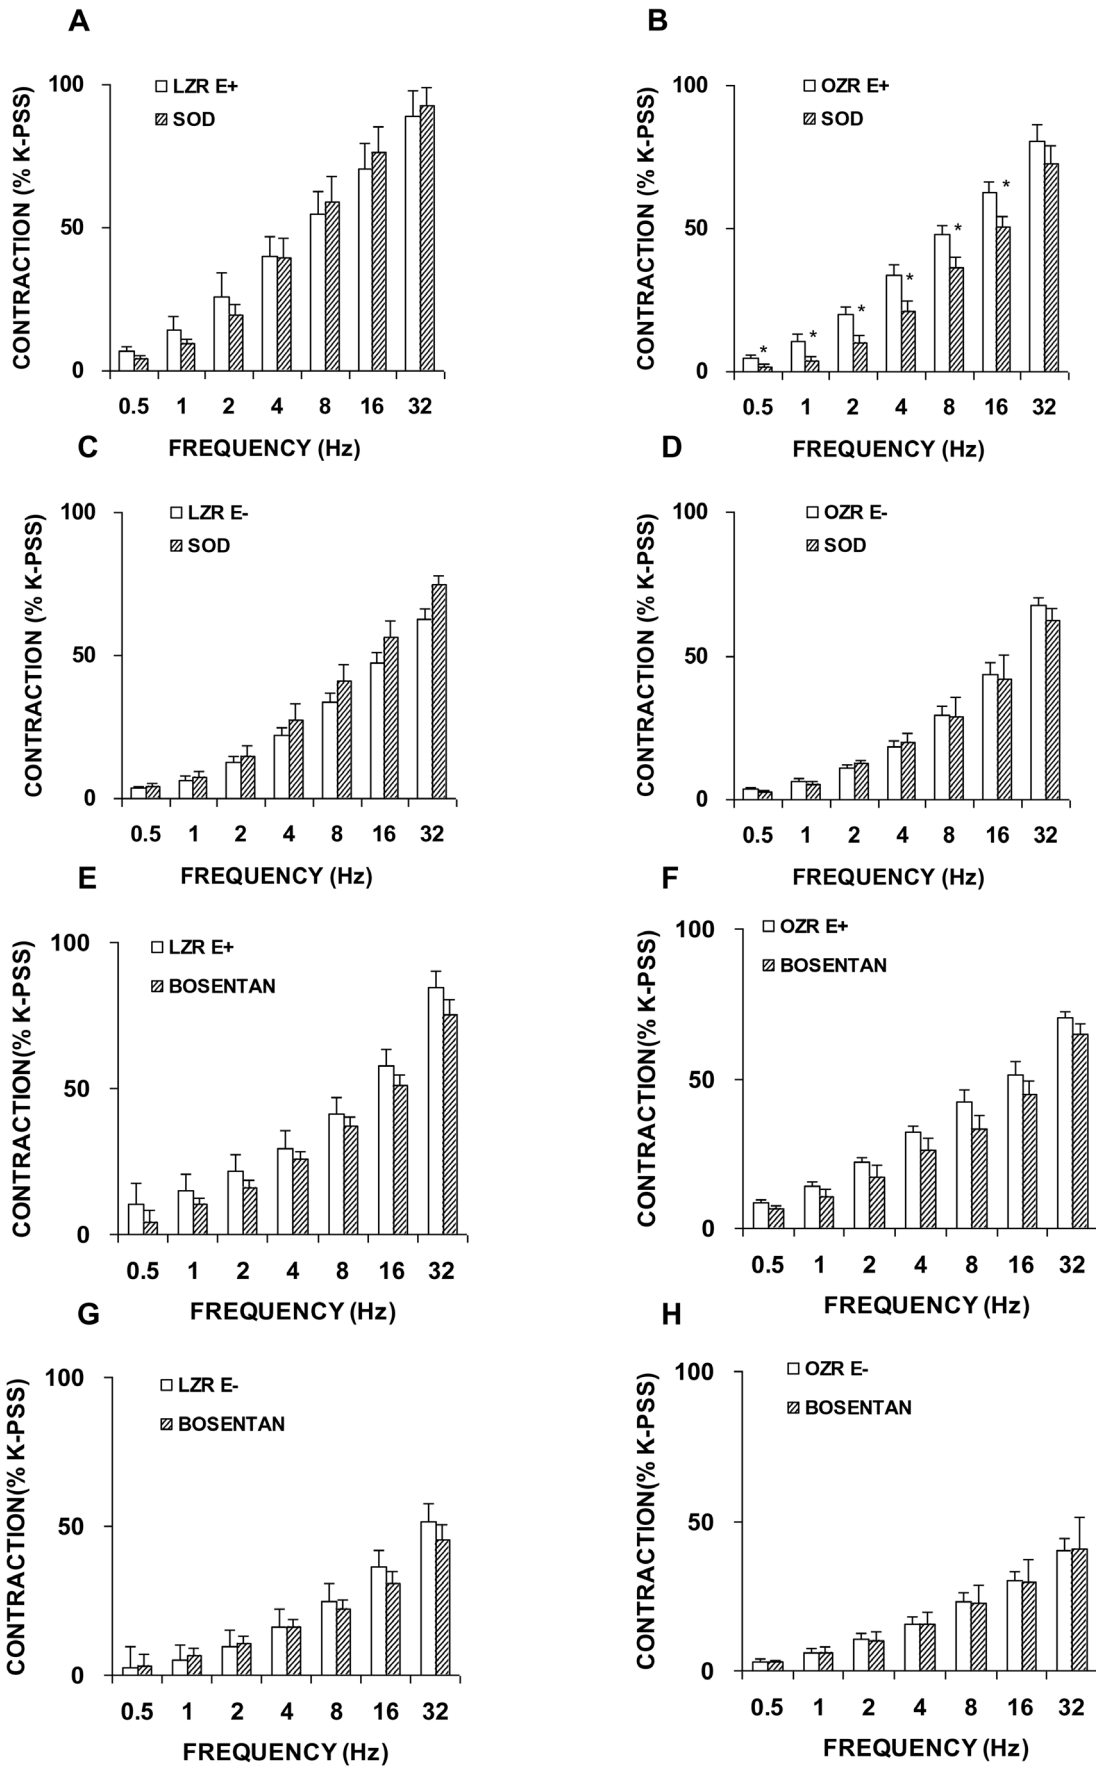 A
CONTRACTION (% K-PSS)
100
50
0
LZR E+
SOD
0.5 1 2 4 8 16 32
FREQUENCY (Hz)
B
CONTRACTION (% K-PSS)
100
50
0
OZR E+
SOD
* * * * * *
0.5 1 2 4 8 16 32
FREQUENCY (Hz)
C
CONTRACTION (% K-PSS)
100
50
0
LZR E-
SOD
0.5 1 2 4 8 16 32
FREQUENCY (Hz)
D
CONTRACTION (% K-PSS)
100
50
0
OZR E-
SOD
0.5 1 2 4 8 16 32
FREQUENCY (Hz)
E
CONTRACTION(% K-PSS)
100
50
0
LZR E+
BOSENTAN
0.5 1 2 4 8 16 32
FREQUENCY (Hz)
F
CONTRACTION(% K-PSS)
100
50
0
OZR E+
BOSENTAN
0.5 1 2 4 8 16 32
FREQUENCY (Hz)
G
CONTRACTION(% K-PSS)
100
50
0
LZR E-
BOSENTAN
0.5 1 2 4 8 16 32
FREQUENCY (Hz)
H
CONTRACTION(% K-PSS)
100
50
0
OZR E-
BOSENTAN
0.5 1 2 4 8 16 32
FREQUENCY (Hz)